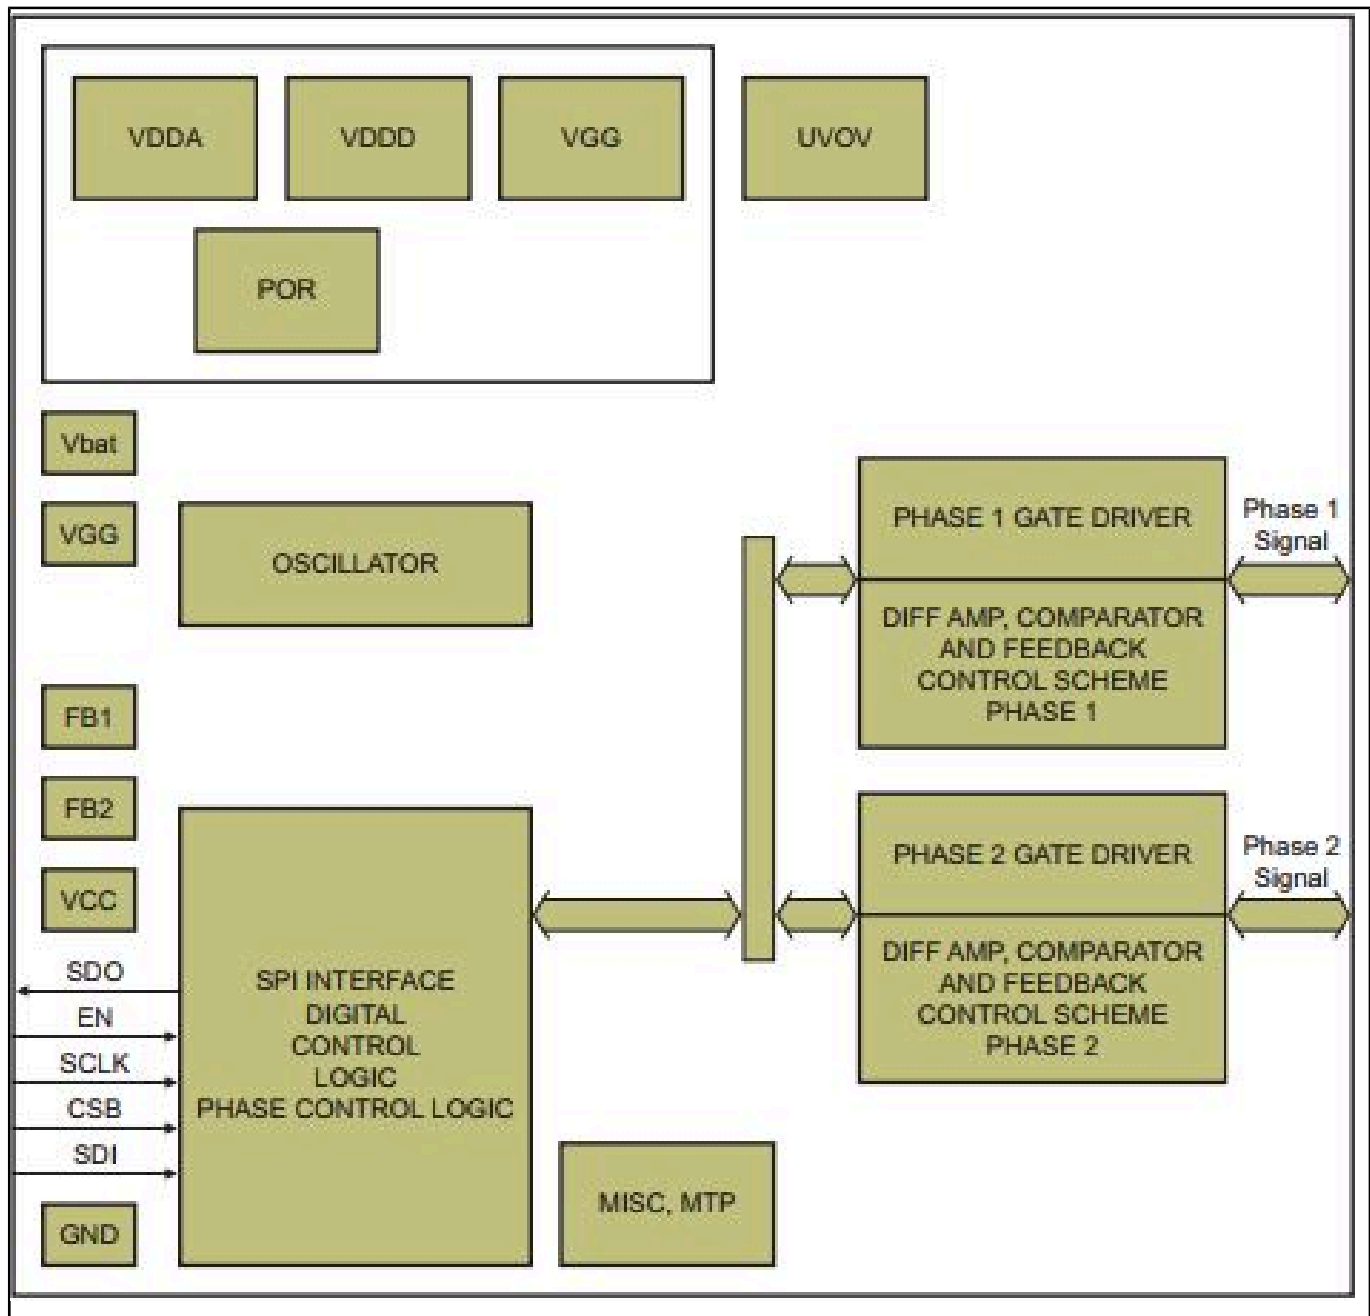 VDDA
VDDD
VGG
UVOV
POR
Vbat
VGG
OSCILLATOR
FB1
FB2
VCC
SDO
EN
SCLK
CSB
SDI
GND
SPI INTERFACE
DIGITAL
CONTROL
LOGIC
PHASE CONTROL LOGIC
MISC, MTP
PHASE 1 GATE DRIVER
DIFF AMP, COMPARATOR
AND FEEDBACK
CONTROL SCHEME
PHASE 1
Phase 1
Signal
PHASE 2 GATE DRIVER
DIFF AMP, COMPARATOR
AND FEEDBACK
CONTROL SCHEME
PHASE 2
Phase 2
Signal